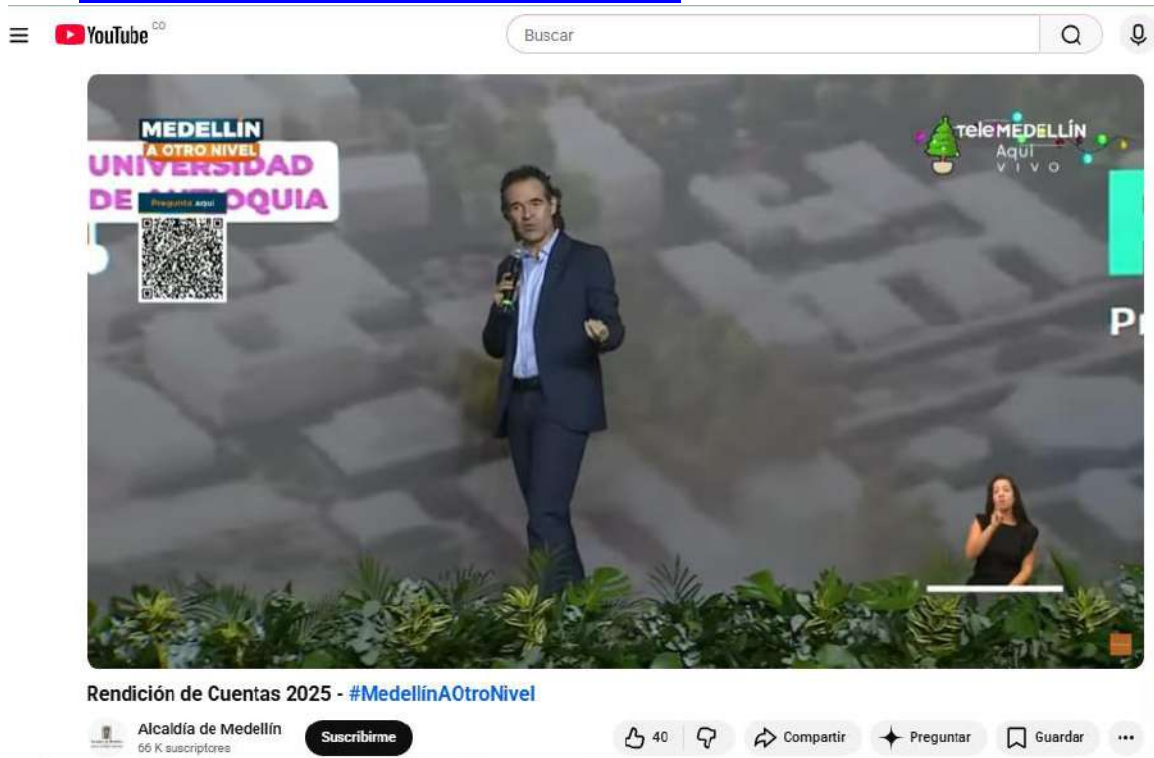 YouTube CO
Buscar
MEDELLÍN
A OTRO NIVEL
UNIVERSIDAD
DE ANTIOQUIA
Pregunta aquí
TeleMEDELLÍN
Aquí
VIVO
Pr
Rendición de Cuentas 2025 - #MedellínAOtroNivel
Alcaldía de Medellín
66 K suscriptores
Suscribirme
40
Compartir
Preguntar
Guardar